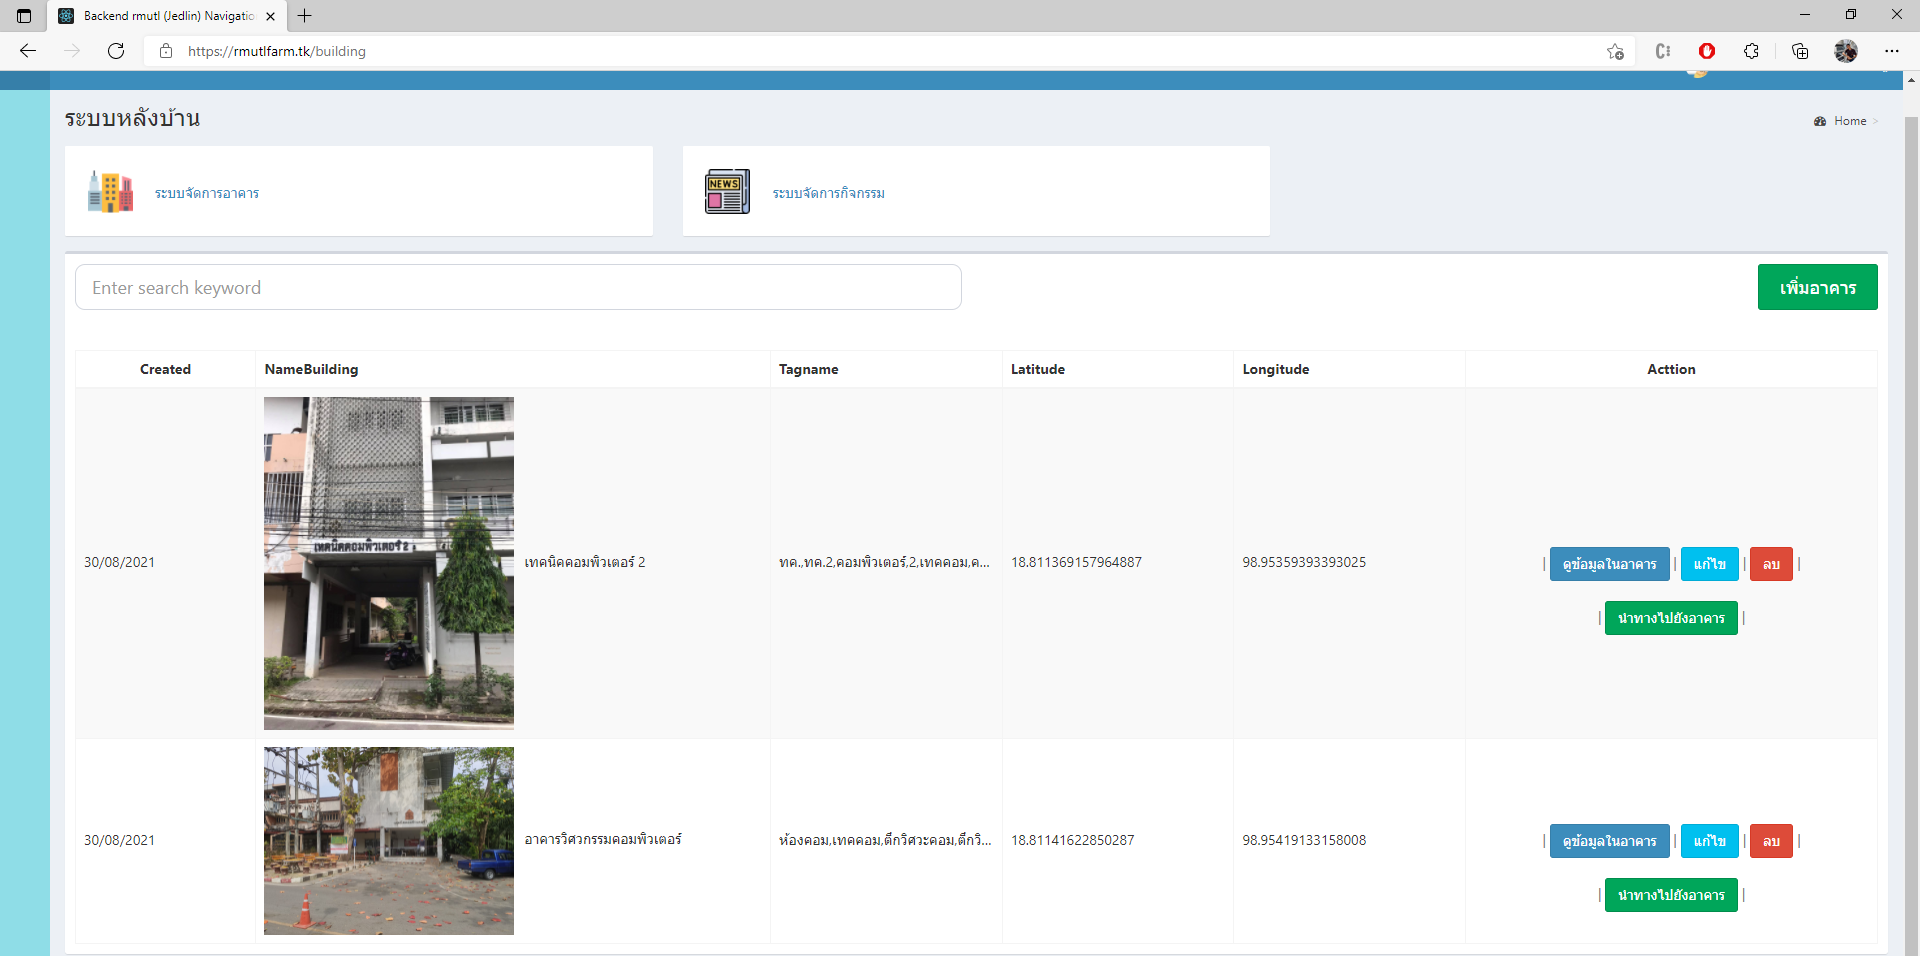 Backend rmutl (Jedlin) Navigatio
https://rmutlfarm.tk/building
ระบบหลังบ้าน
Home >
ระบบจัดการอาคาร
NEWS
ระบบจัดการกิจกรรม
Enter search keyword
เพิ่มอาคาร
Created NameBuilding Tagname Latitude Longitude Acttion
เทคนิคคอมพิวเตอร์ 2
30/08/2021 เทคนิคคอมพิวเตอร์ 2 ทค.,ทค.2,คอมพิวเตอร์,2,เทคคอม,ค... 18.811369157964887 98.95359393393025 | ดูข้อมูลในอาคาร | แก้ไข | ลบ |
| นำทางไปยังอาคาร |
30/08/2021 อาคารวิศวกรรมคอมพิวเตอร์ ห้องคอม,เทคคอม,ตึกวิศวะคอม,ตึกวิ... 18.81141622850287 98.95419133158008 | ดูข้อมูลในอาคาร | แก้ไข | ลบ |
| นำทางไปยังอาคาร |